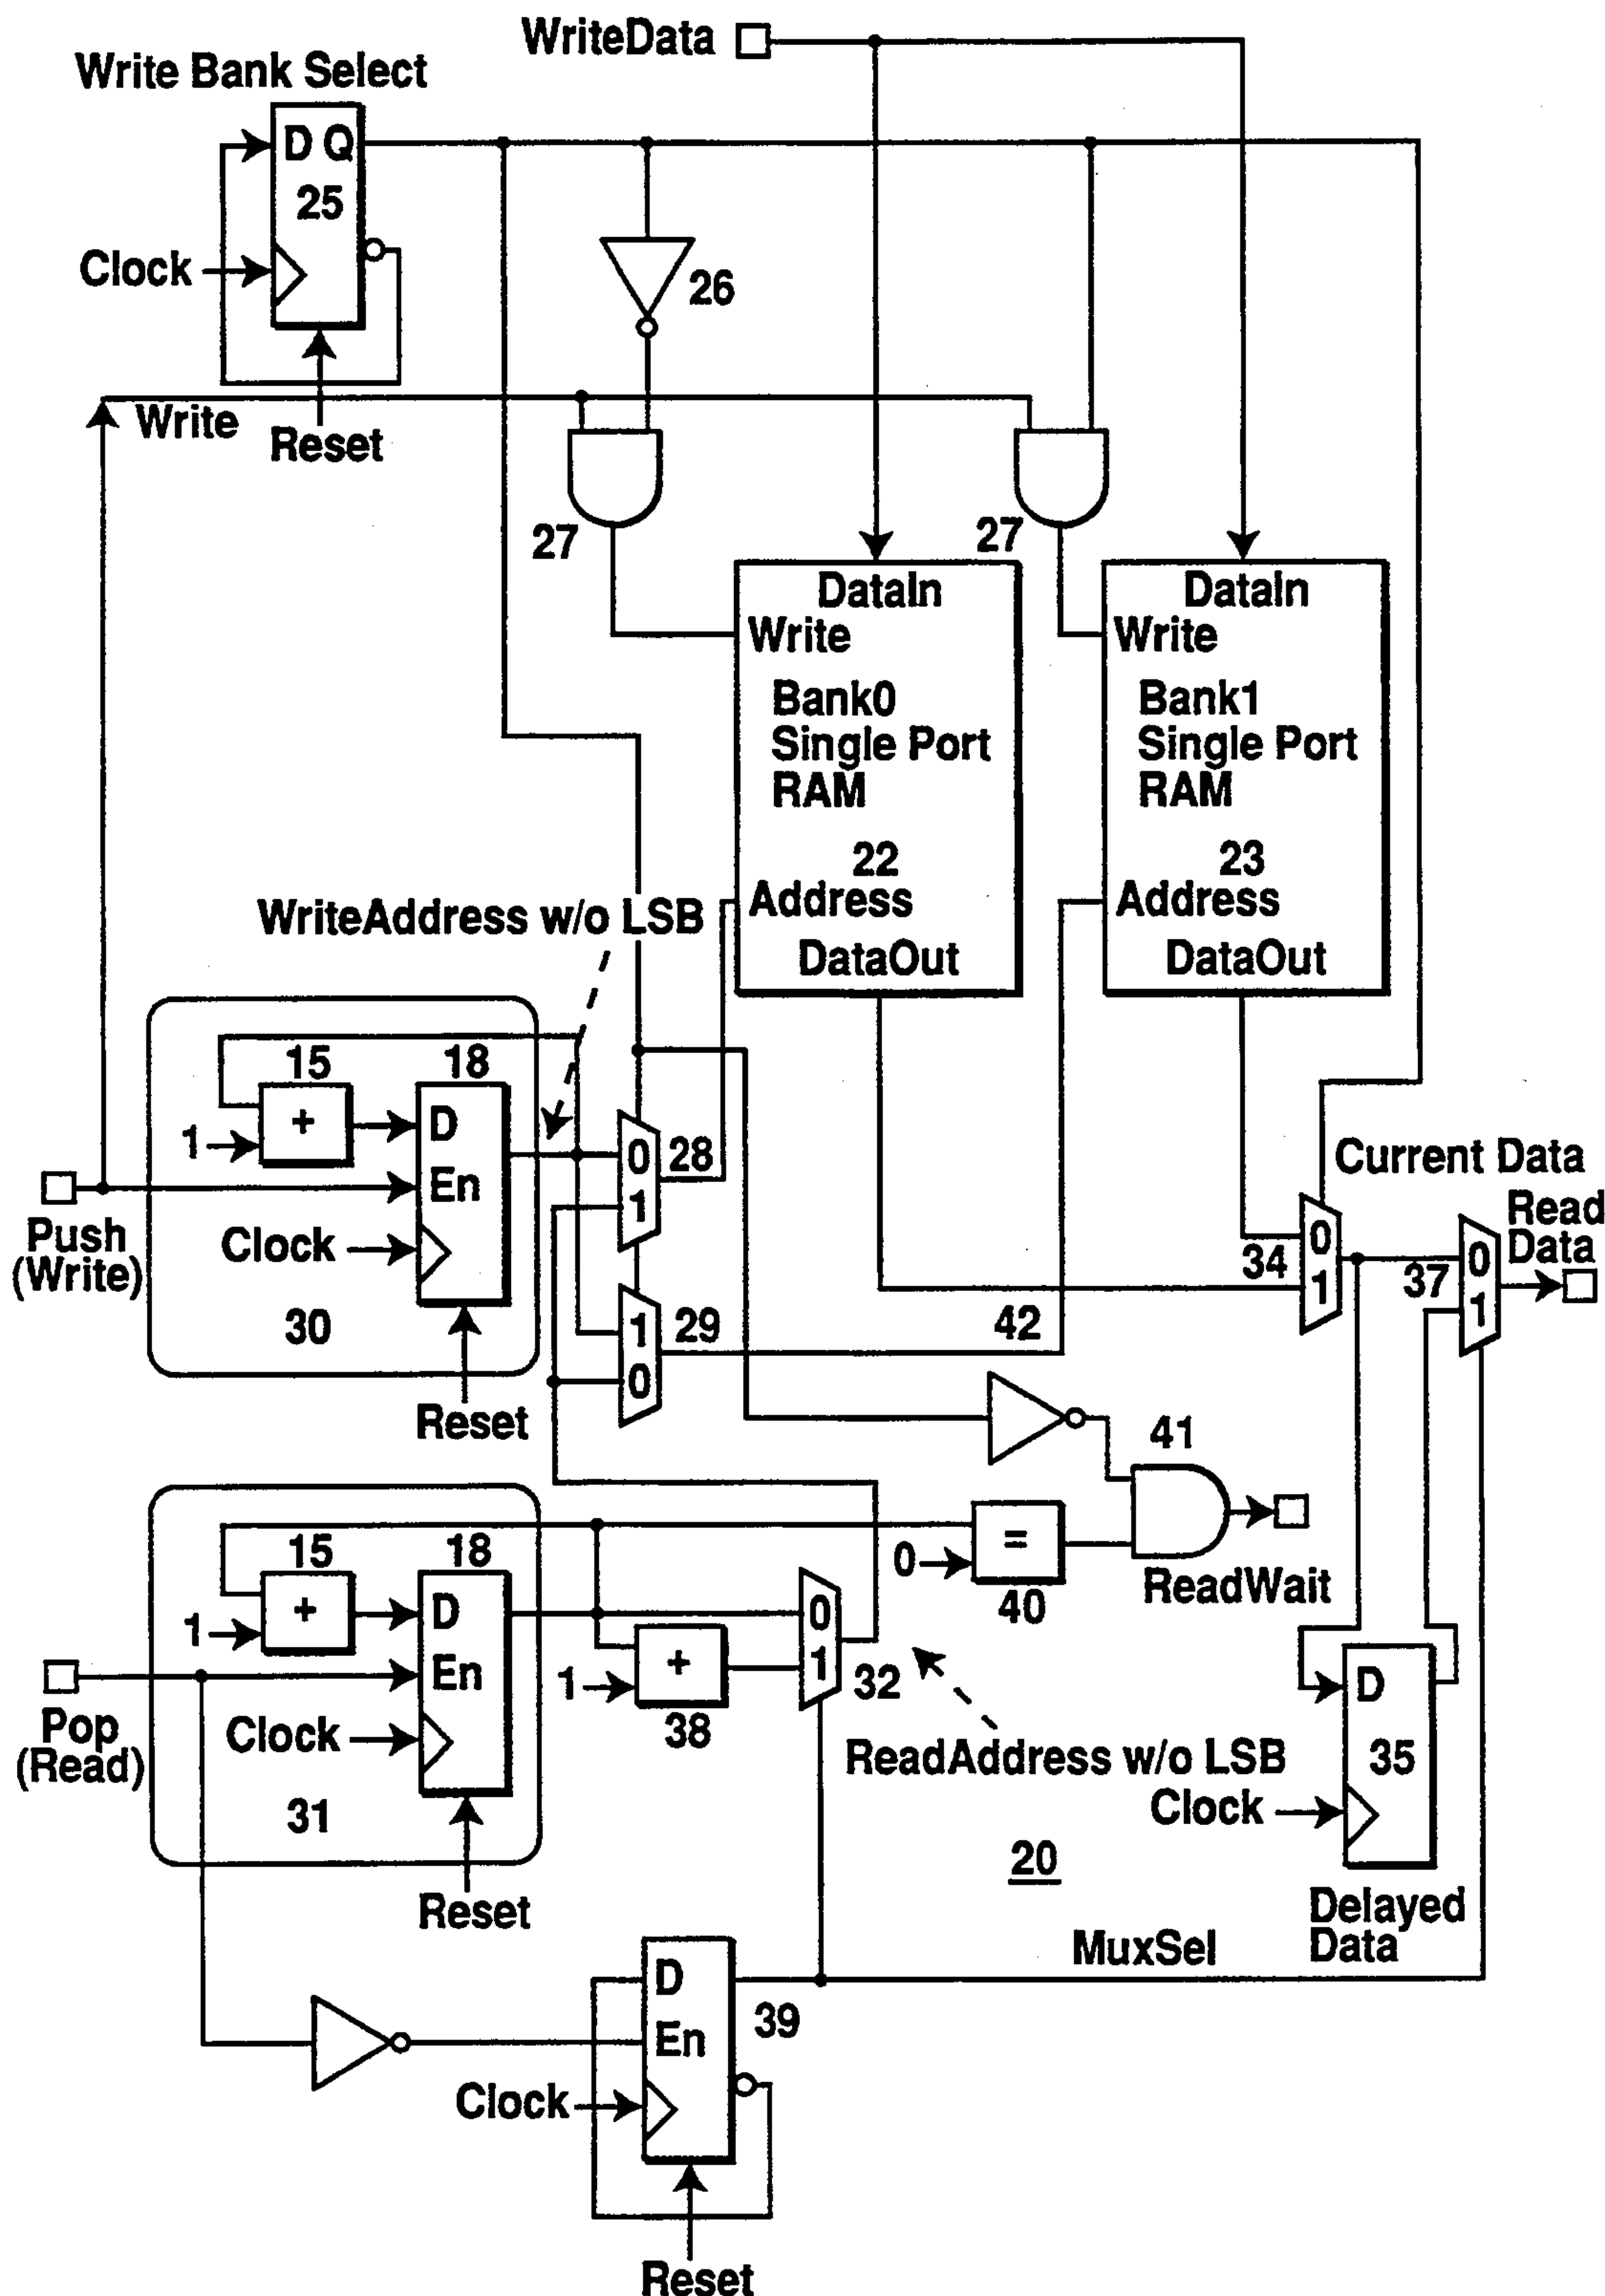 WriteData
Write Bank Select
D Q
25
Clock
26
Write
Reset
27
27
DataIn
Write
Bank0
Single Port
RAM
22
Address
DataOut
DataIn
Write
Bank1
Single Port
RAM
23
Address
DataOut
WriteAddress w/o LSB
15
18
+
D
1
En
Clock
30
Reset
Push
(Write)
0
28
1
1
29
0
42
Current Data
Read
Data
0
34
1
0
37
1
41
=
0
40
ReadWait
15
18
+
D
1
En
Clock
31
Reset
Pop
(Read)
+
1
38
0
1
32
ReadAddress w/o LSB
D
35
Clock
20
Delayed
Data
MuxSel
D
39
En
Clock
Reset